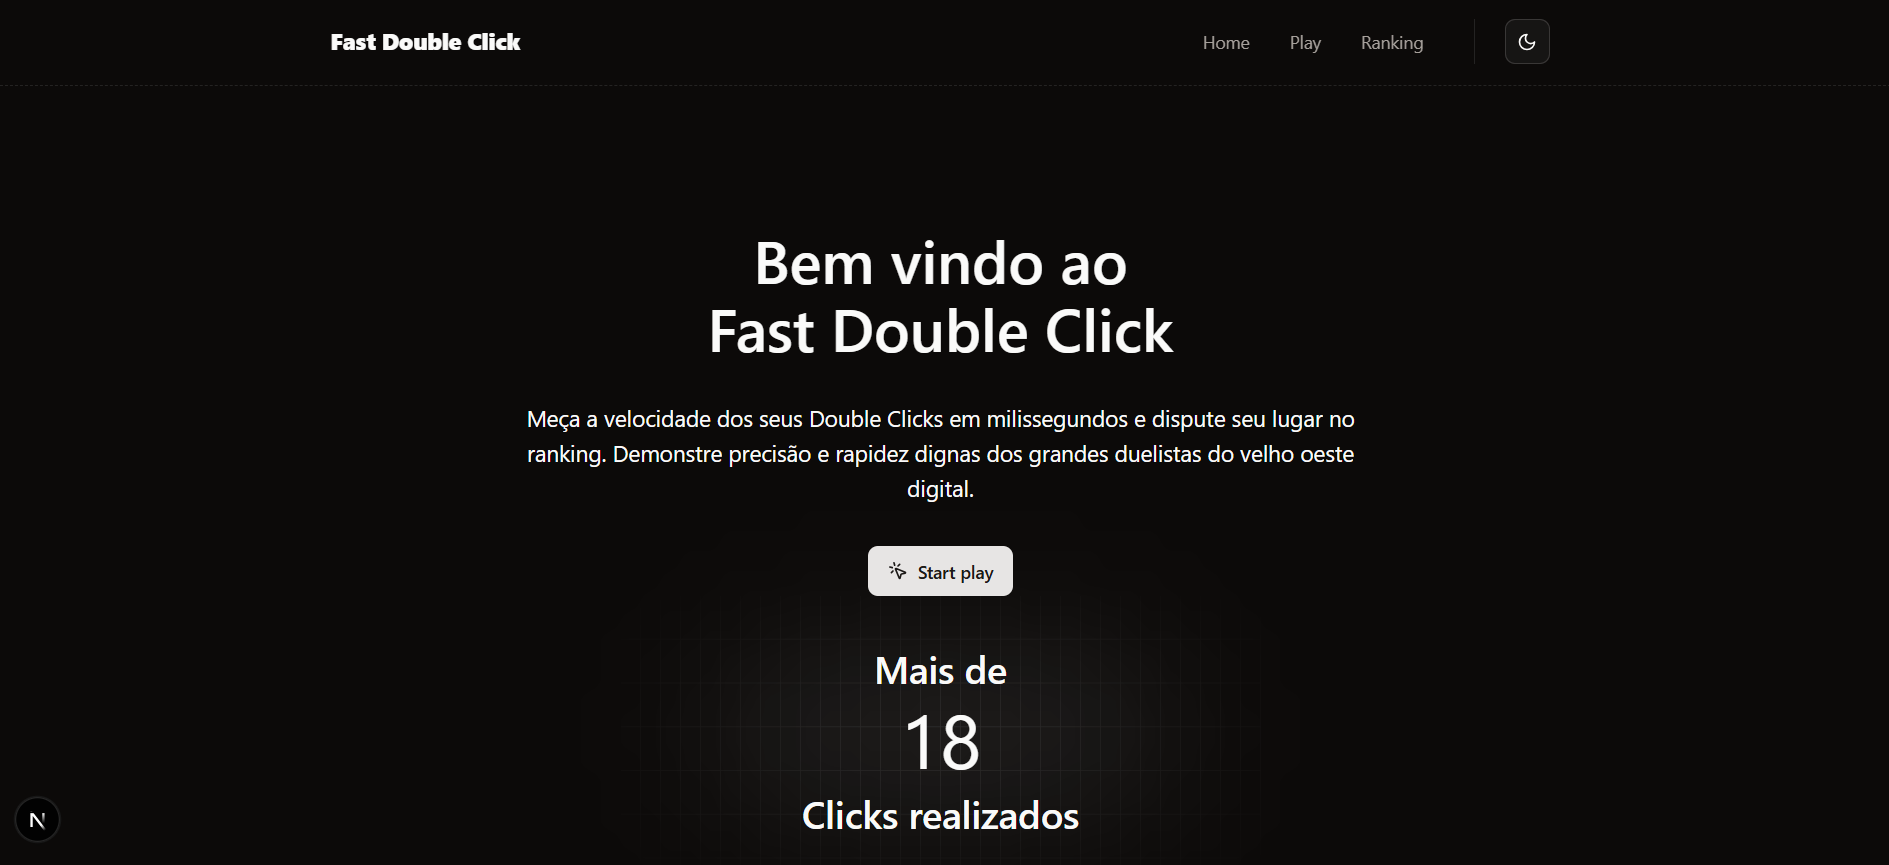 Fast Double Click
Home Play Ranking
Bem vindo ao
Fast Double Click
Meça a velocidade dos seus Double Clicks em milissegundos e dispute seu lugar no
ranking. Demonstre precisão e rapidez dignas dos grandes duelistas do velho oeste
digital.
Start play
Mais de
18
Clicks realizados
N